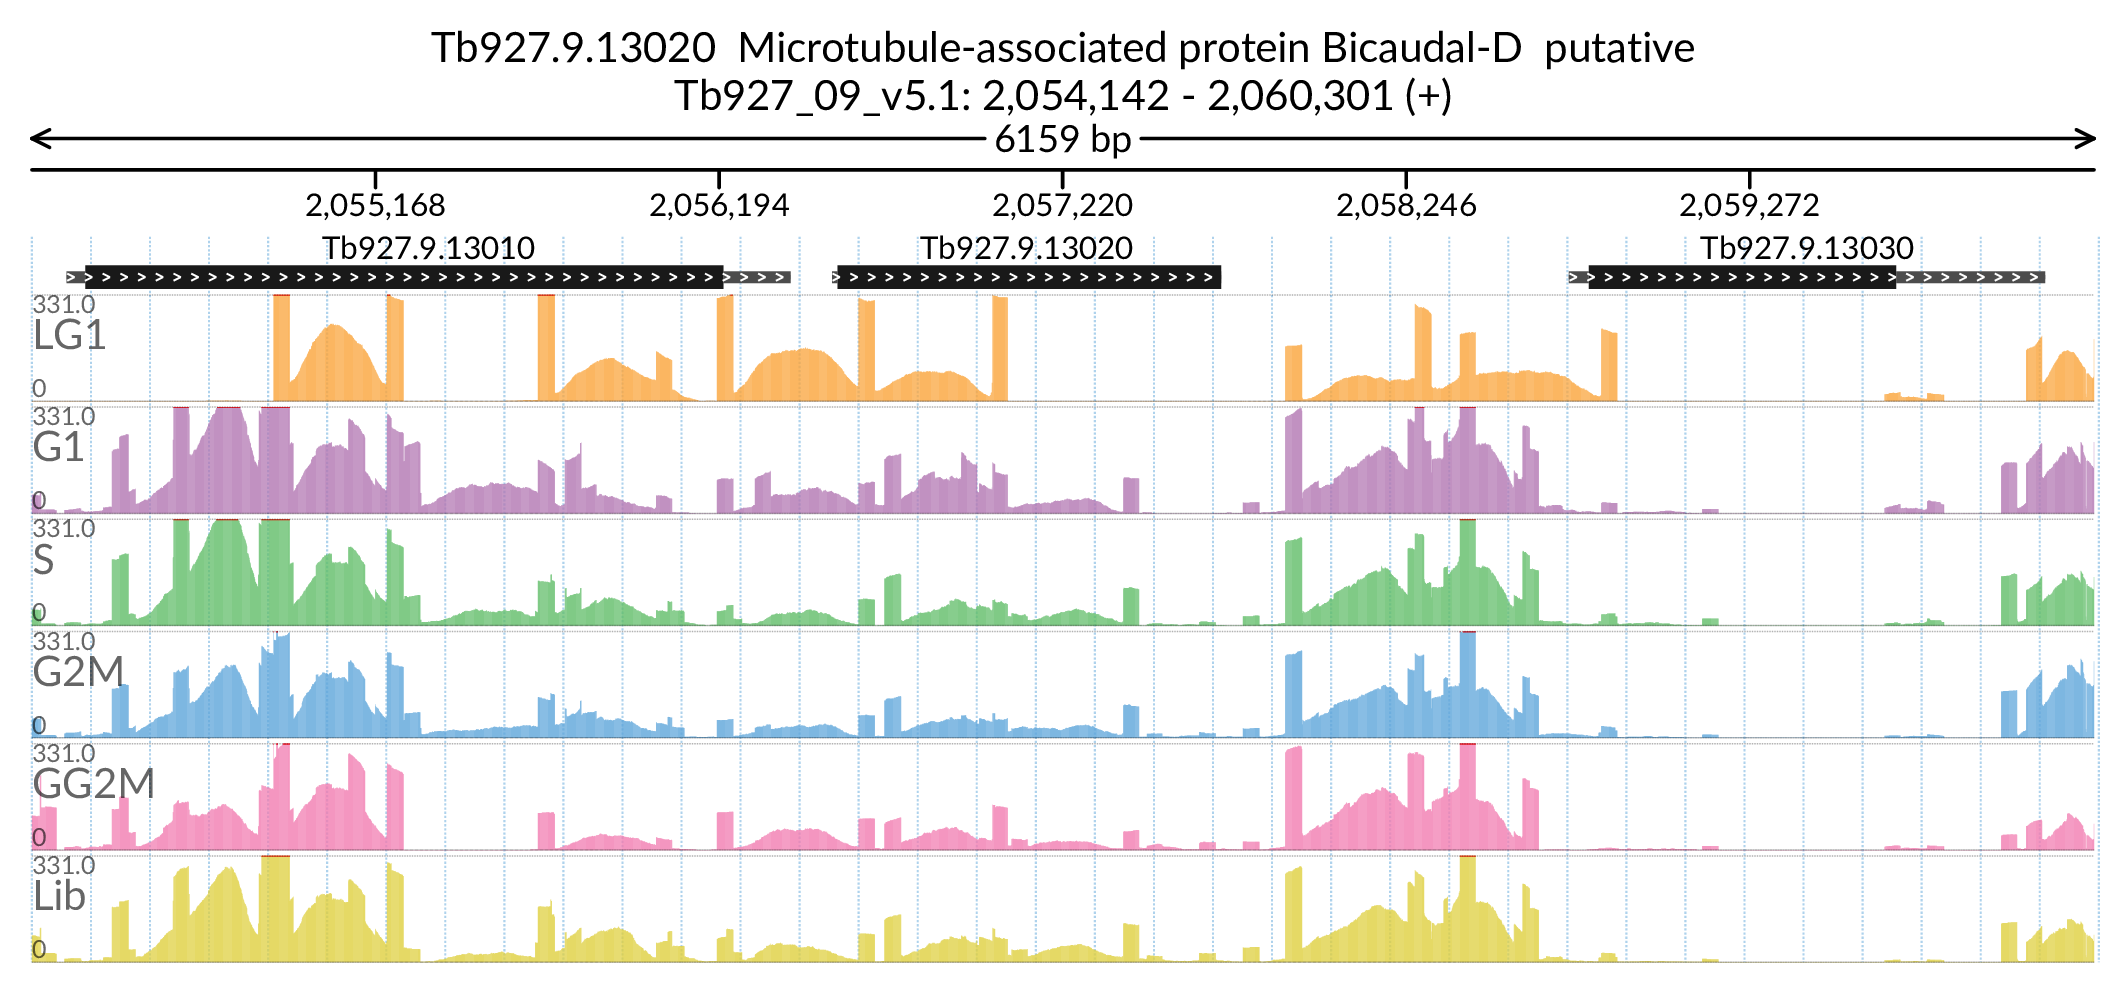 Tb927.9.13020  Microtubule-associated protein Bicaudal-D  putative
Tb927_09_v5.1: 2,054,142 - 2,060,301 (+)
6159 bp
2,055,168 2,056,194 2,057,220 2,058,246 2,059,272
Tb927.9.13010 Tb927.9.13020 Tb927.9.13030
331.0
LG1
0
331.0
G1
0
331.0
S
0
331.0
G2M
0
331.0
GG2M
0
331.0
Lib
0